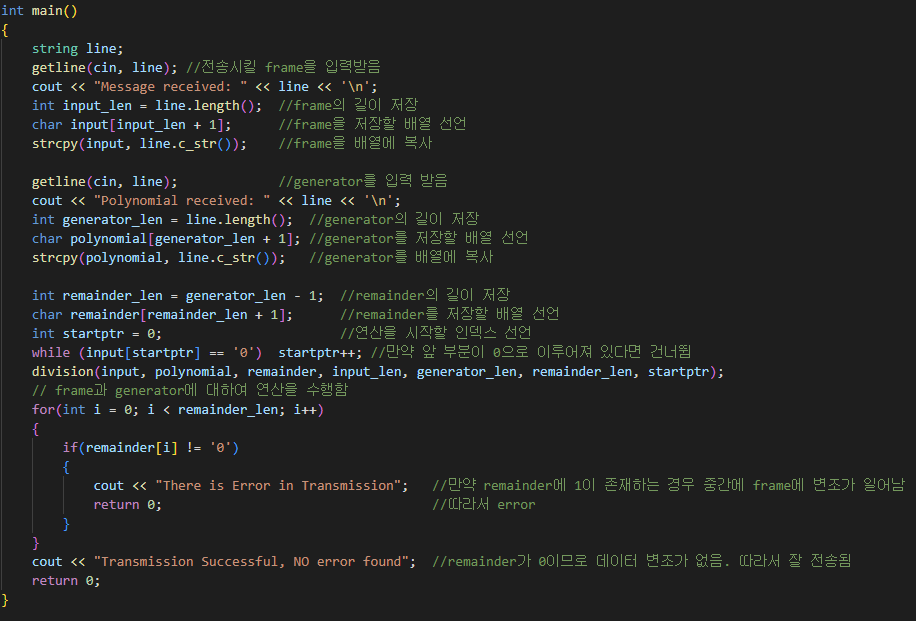 int main()
{
string line;
getline(cin, line); //전송시킬 frame을 입력받음
cout << "Message received: " << line << '\n';
int input_len = line.length();  //frame의 길이 저장
char input[input_len + 1];      //frame을 저장할 배열 선언
strcpy(input, line.c_str());    //frame을 배열에 복사
getline(cin, line);             //generator를 입력 받음
cout << "Polynomial received: " << line << '\n';
int generator_len = line.length();  //generator의 길이 저장
char polynomial[generator_len + 1]; //generator를 저장할 배열 선언
strcpy(polynomial, line.c_str());   //generator를 배열에 복사
int remainder_len = generator_len - 1;  //remainder의 길이 저장
char remainder[remainder_len + 1];      //remainder를 저장할 배열 선언
int startptr = 0;                       //연산을 시작할 인덱스 선언
while (input[startptr] == '0')  startptr++; //만약 앞 부분이 0으로 이루어져 있다면 건너뜀
division(input, polynomial, remainder, input_len, generator_len, remainder_len, startptr);
// frame과 generator에 대하여 연산을 수행함
for(int i = 0; i < remainder_len; i++)
{
if(remainder[i] != '0')
{
cout << "There is Error in Transmission";   //만약 remainder에 1이 존재하는 경우 중간에 frame에 변조가 일어남
return 0;                                   //따라서 error
}
}
cout << "Transmission Successful, NO error found";  //remainder가 0이므로 데이터 변조가 없음. 따라서 잘 전송됨
return 0;
}